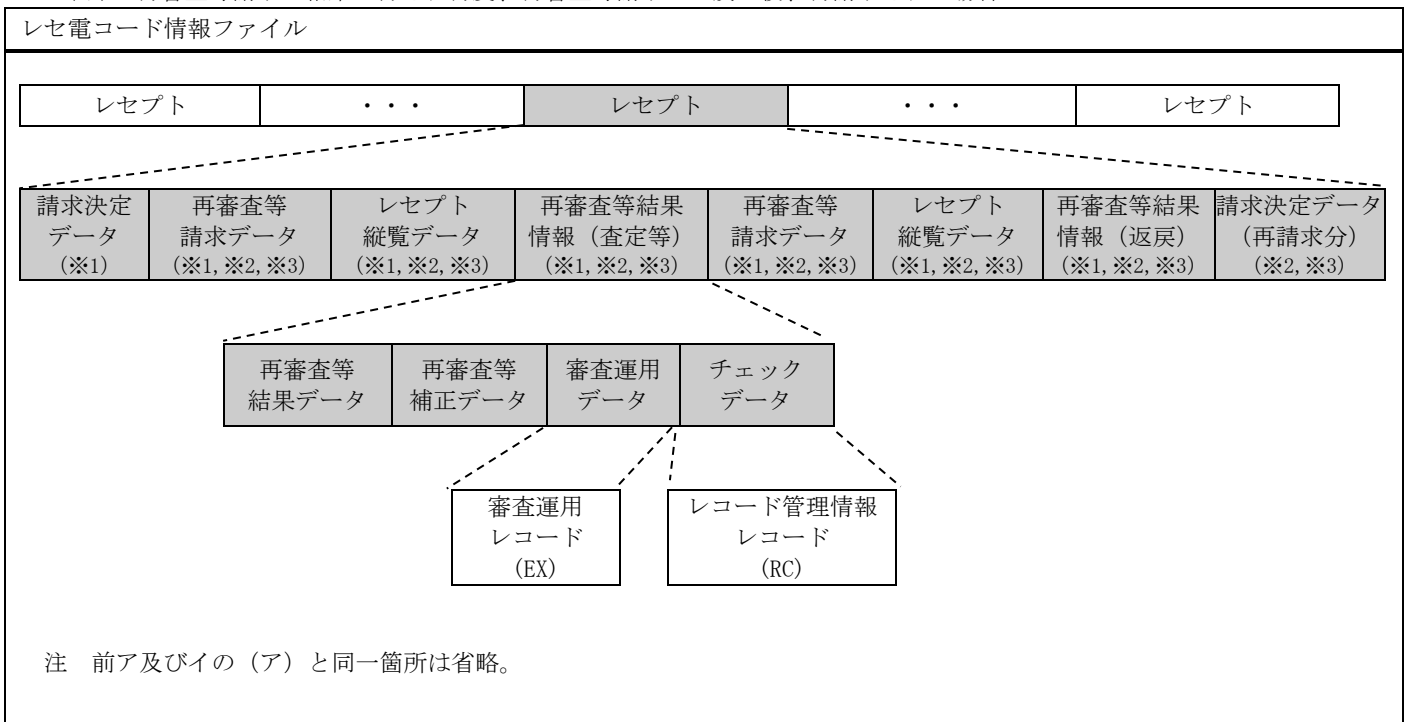 レセ電コード情報ファイル
レセプト ・・・ レセプト ・・・ レセプト
請求決定
データ
(※1)
再審査等
請求データ
(※1, ※2, ※3)
レセプト
縦覧データ
(※1, ※2, ※3)
再審査等結果
情報（査定等）
(※1, ※2, ※3)
再審査等
請求データ
(※1, ※2, ※3)
レセプト
縦覧データ
(※1, ※2, ※3)
再審査等結果
情報（返戻）
(※1, ※2, ※3)
請求決定データ
（再請求分）
(※2, ※3)
再審査等
結果データ
再審査等
補正データ
審査運用
データ
チェック
データ
審査運用
レコード
(EX)
レコード管理情報
レコード
(RC)
注　前ア及びイの（ア）と同一箇所は省略。